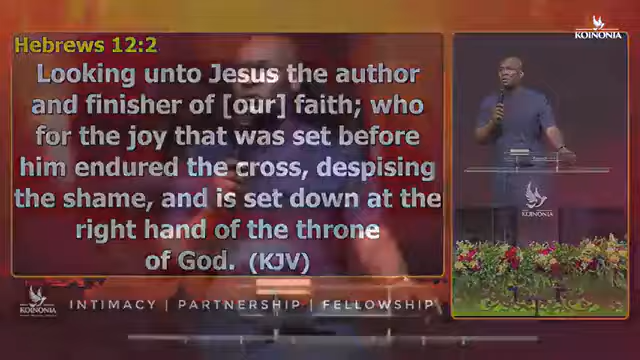 KOINONIA
Hebrews 12:2
Looking unto Jesus the author
and finisher of [our] faith; who
for the joy that was set before
him endured the cross, despising
the shame, and is set down at the
right hand of the throne
of God. (KJV)
KOINONIA
KOINONIA
INTIMACY | PARTNERSHIP | FELLOWSHIP